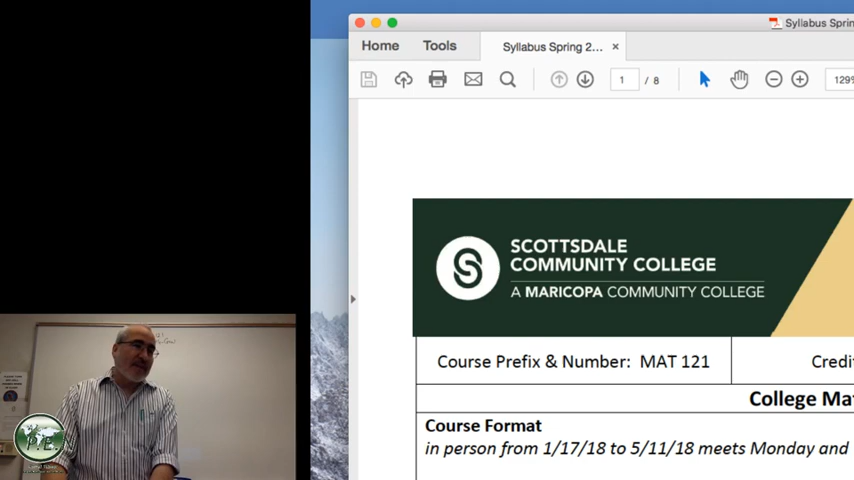 Syllabus Sprin
Home
Tools
Syllabus Spring 2...
×
1
/ 8
129%
SCOTTSDALE
COMMUNITY COLLEGE
A MARICOPA COMMUNITY COLLEGE
Course Prefix & Number: MAT 121
Credi
College Mat
Course Format
in person from 1/17/18 to 5/11/18 meets Monday and